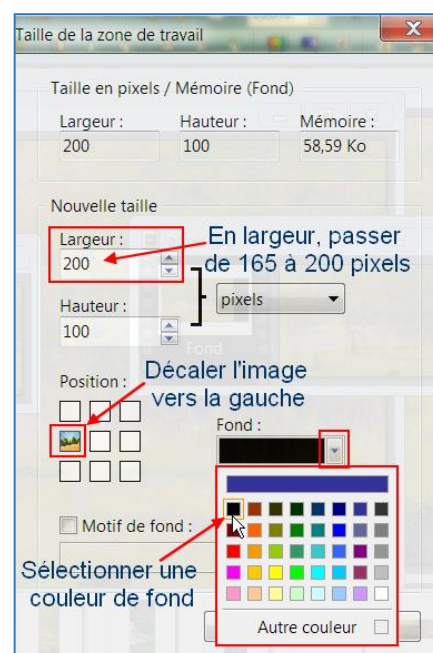 Taille de la zone de travail
X
Taille en pixels / Mémoire (Fond)
Largeur : Hauteur : Mémoire :
200 100 58,59 Ko
Nouvelle taille
Largeur :
200
En largeur, passer
de 165 à 200 pixels
Hauteur :
100
pixels
Fond
Position :
Décaler l'image
vers la gauche
Fond :
Motif de fond :
Sélectionner une
couleur de fond
Autre couleur